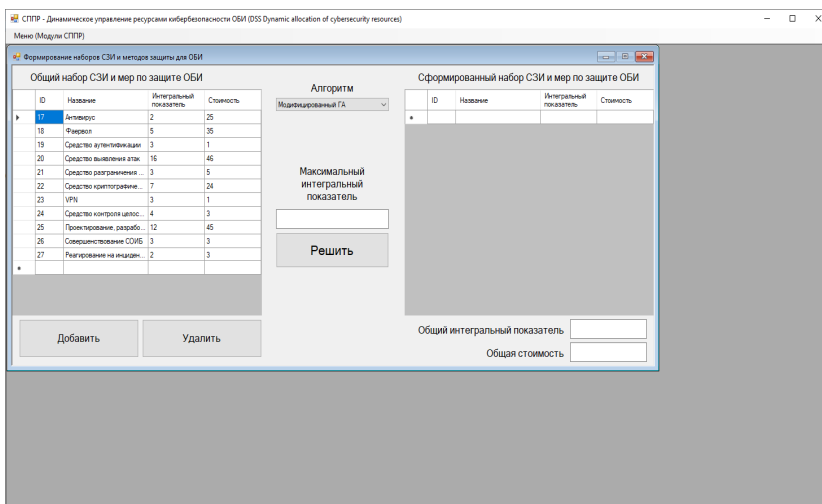 СППР - Динамическое управление ресурсами кибербезопасности ОБИ (DSS Dynamic allocation of cybersecurity resources)
Меню (Модули СППР)
Формирование наборов СЗИ и методов защиты для ОБИ
Общий набор СЗИ и мер по защите ОБИ
ID Название Интегральный показатель Стоимость
17 Антивирус 2 25
18 Фаервол 5 35
19 Средство аутентификации 3 1
20 Средство выявления атак 16 46
21 Средство разграничения ... 3 5
22 Средство криптографиче... 7 24
23 VPN 3 1
24 Средство контроля целос... 4 3
25 Проектирование, разрабо... 12 45
26 Совершенствование СОИБ 3 3
27 Реагирование на инциден... 2 3
Добавить Удалить
Алгоритм
Модифицированный ГА
Максимальный
интегральный
показатель
Решить
Сформированный набор СЗИ и мер по защите ОБИ
ID Название Интегральный показатель Стоимость
Общий интегральный показатель
Общая стоимость